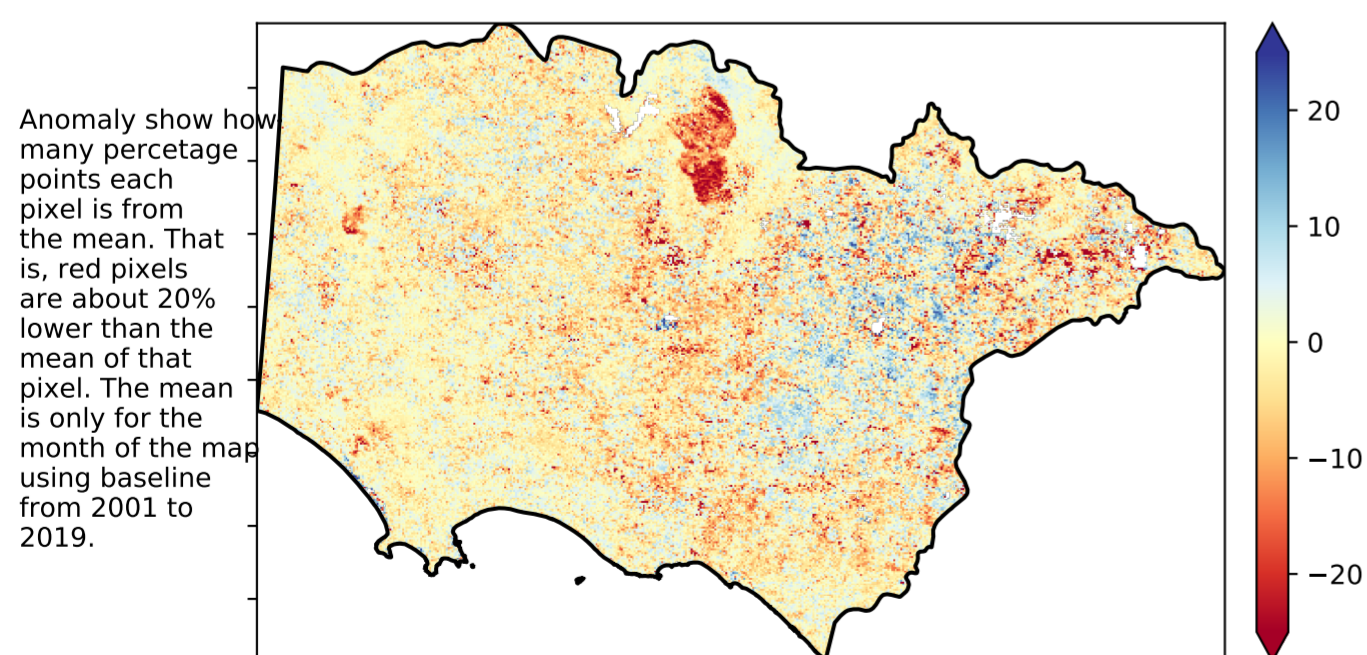 Anomaly show how
many percetage
points each
pixel is from
the mean. That
is, red pixels
are about 20%
lower than the
mean of that
pixel. The mean
is only for the
month of the map
using baseline
from 2001 to
2019.
20
10
0
−10
−20